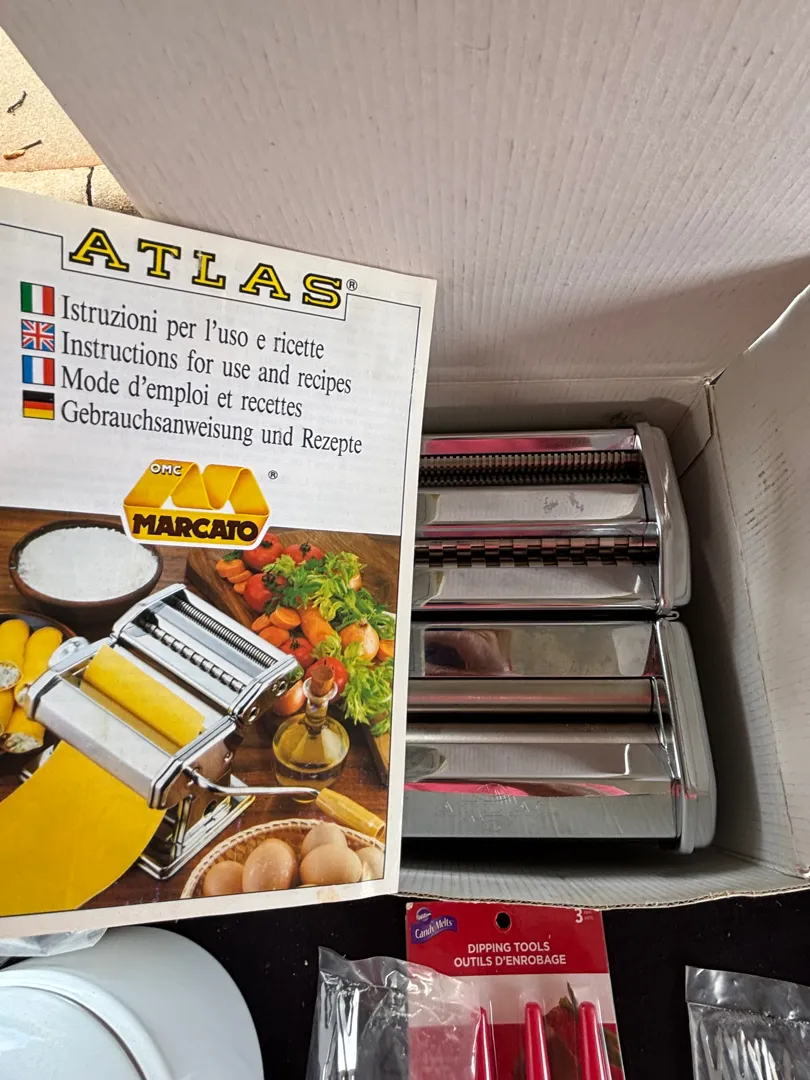 ATLAS®
Istruzioni per l'uso e ricette
Instructions for use and recipes
Mode d'emploi et recettes
Gebrauchsanweisung und Rezepte
OMC
®
MARCATO
Candy Melts
3
DIPPING TOOLS
OUTILS D'ENROBAGE